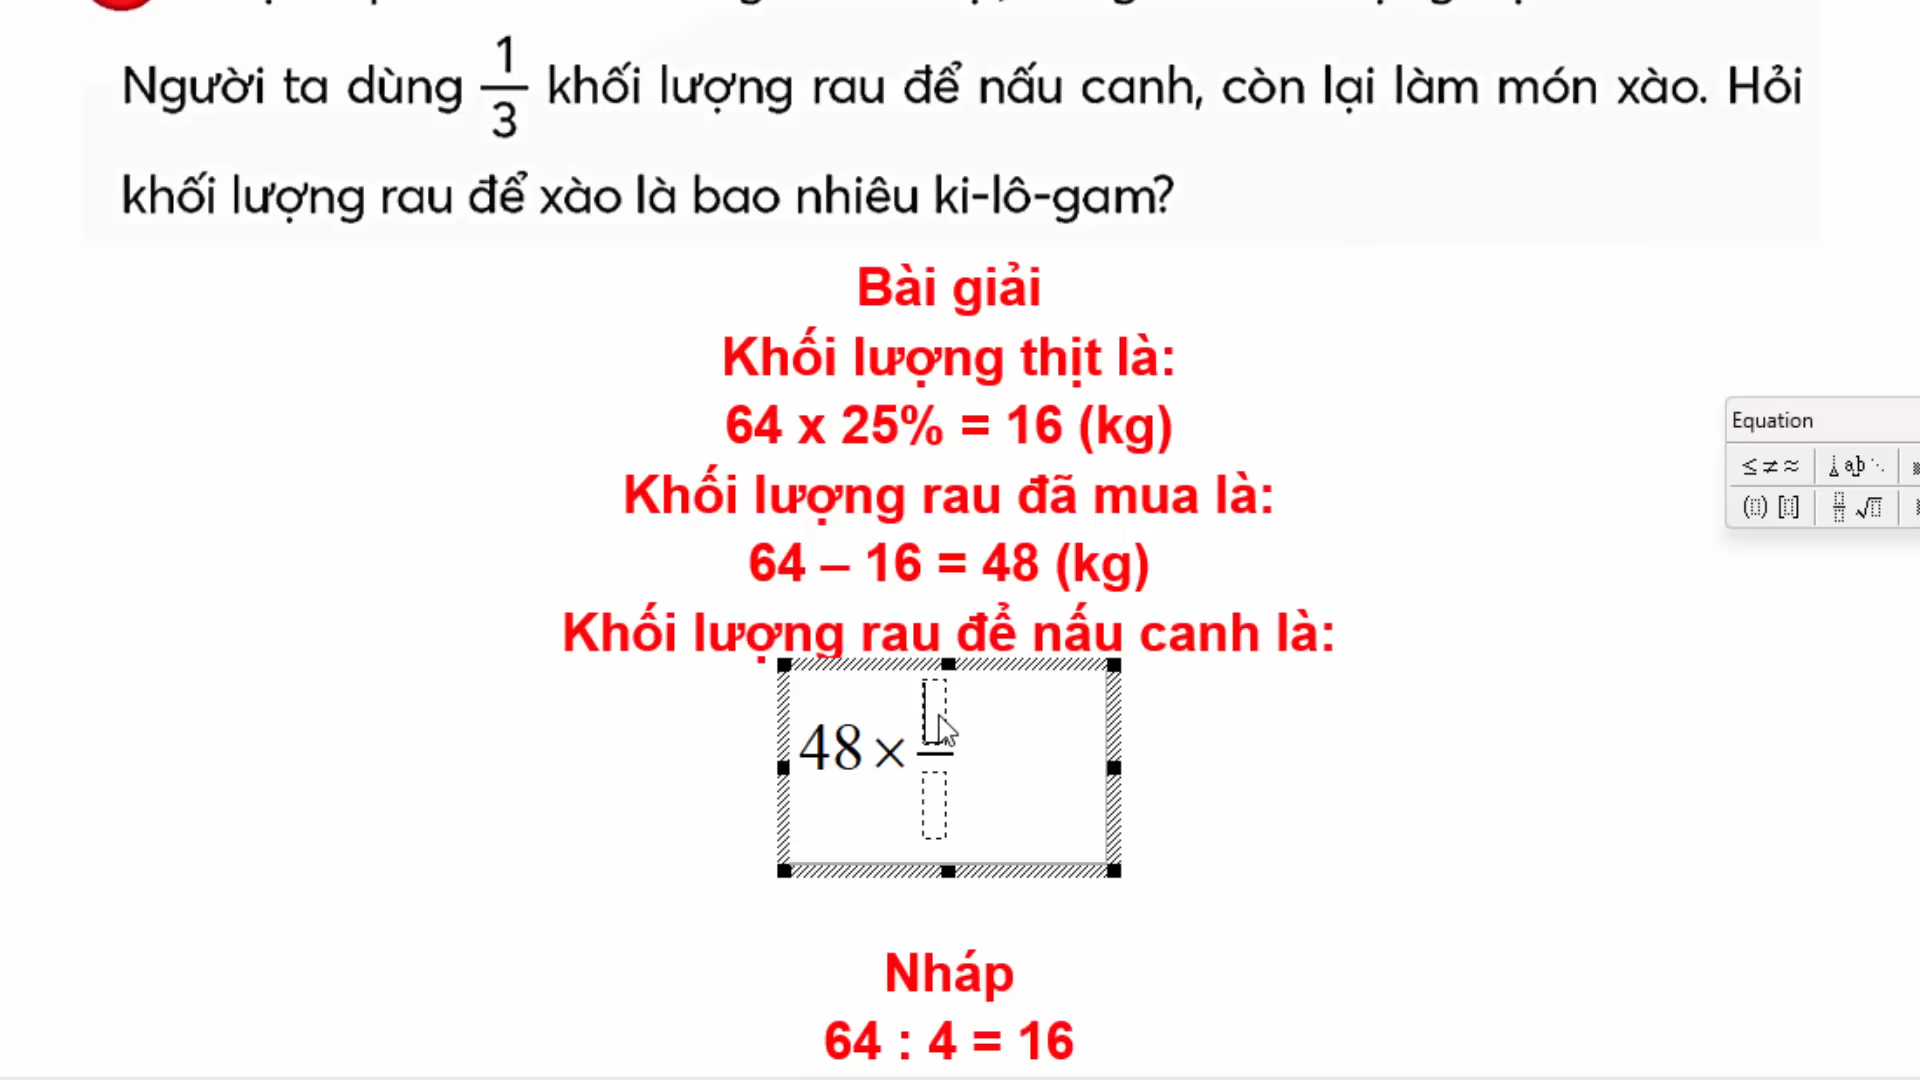 Người ta dùng 1/3 khối lượng rau để nấu canh, còn lại làm món xào. Hỏi
khối lượng rau để xào là bao nhiêu ki-lô-gam?
Bài giải
Khối lượng thịt là:
64 x 25% = 16 (kg)
Khối lượng rau đã mua là:
64 – 16 = 48 (kg)
Khối lượng rau để nấu canh là:
48 ×
Nháp
64 : 4 = 16
Equation
≤ ≠ ≈